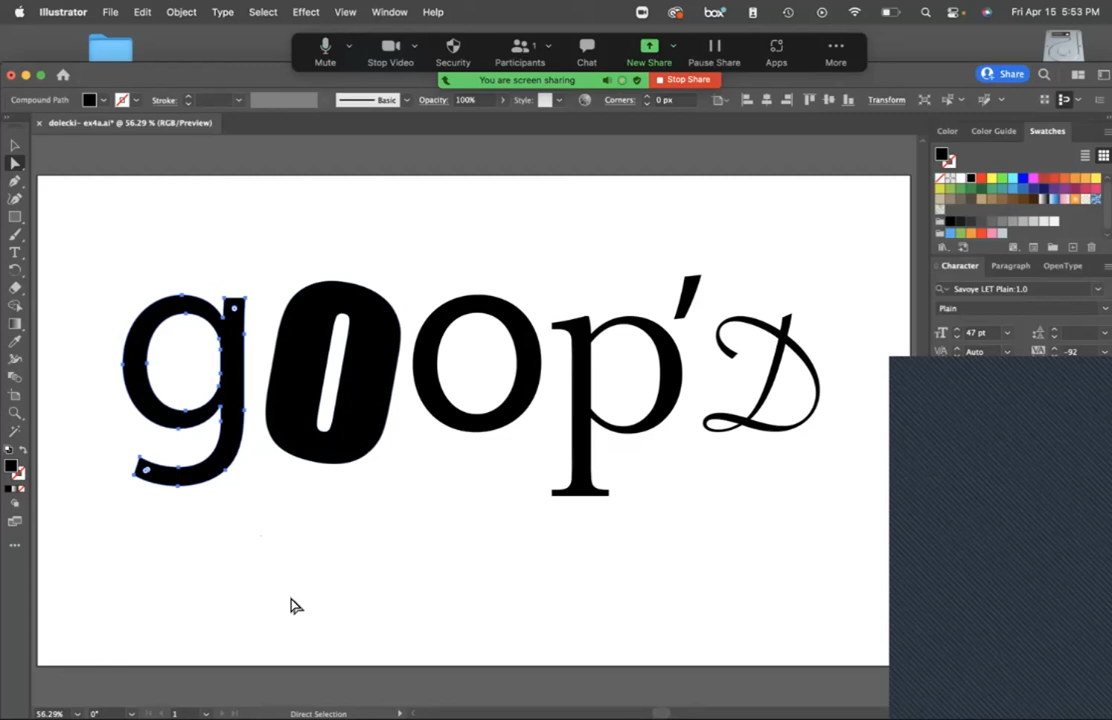 Illustrator File Edit Object Type Select Effect View Window Help box Fri Apr 15 5:53 PM
Mute Stop Video Security Participants 1 Chat New Share Pause Share Apps More
You are screen sharing Stop Share
Share
Compound Path Stroke: Basic Opacity: 100% Style: Corners: 0 px Transform
× dolecki- ex4a.ai* @ 56.29 % (RGB/Preview)
Color Color Guide Swatches
goop'D
Character Paragraph OpenType
Savoye LET Plain:1.0
Plain
47 pt
Auto -92
56.29% 0° 1 Direct Selection